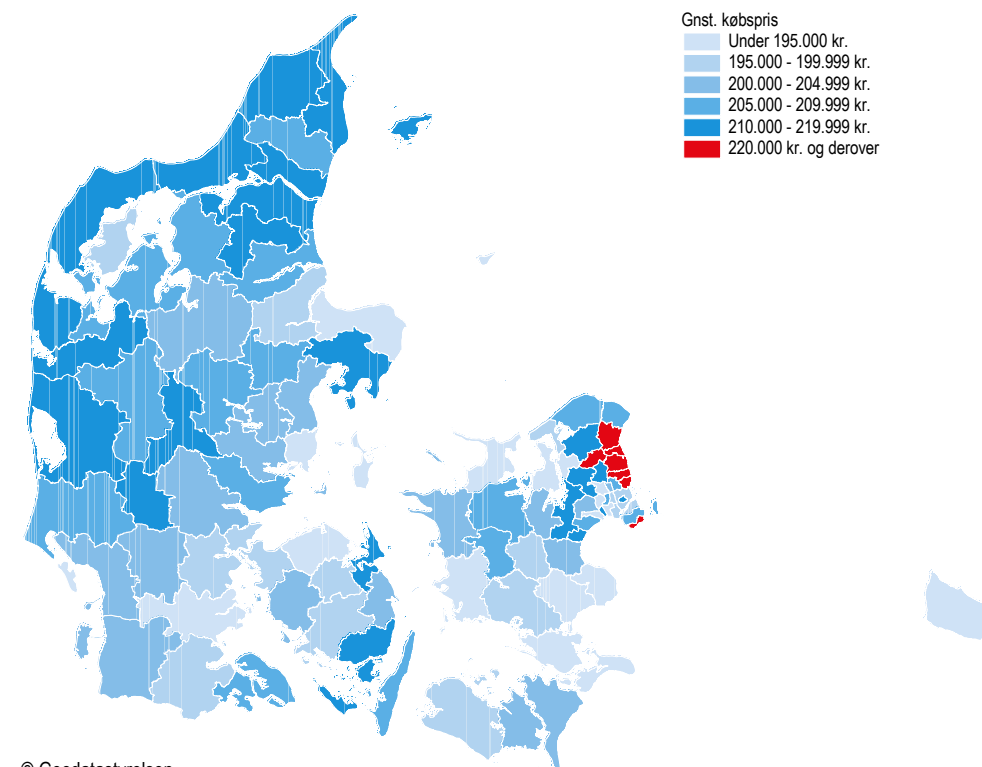 Gnst. købspris
Under 195.000 kr.
195.000 - 199.999 kr.
200.000 - 204.999 kr.
205.000 - 209.999 kr.
210.000 - 219.999 kr.
220.000 kr. og derover
© Geodatastyrelsen